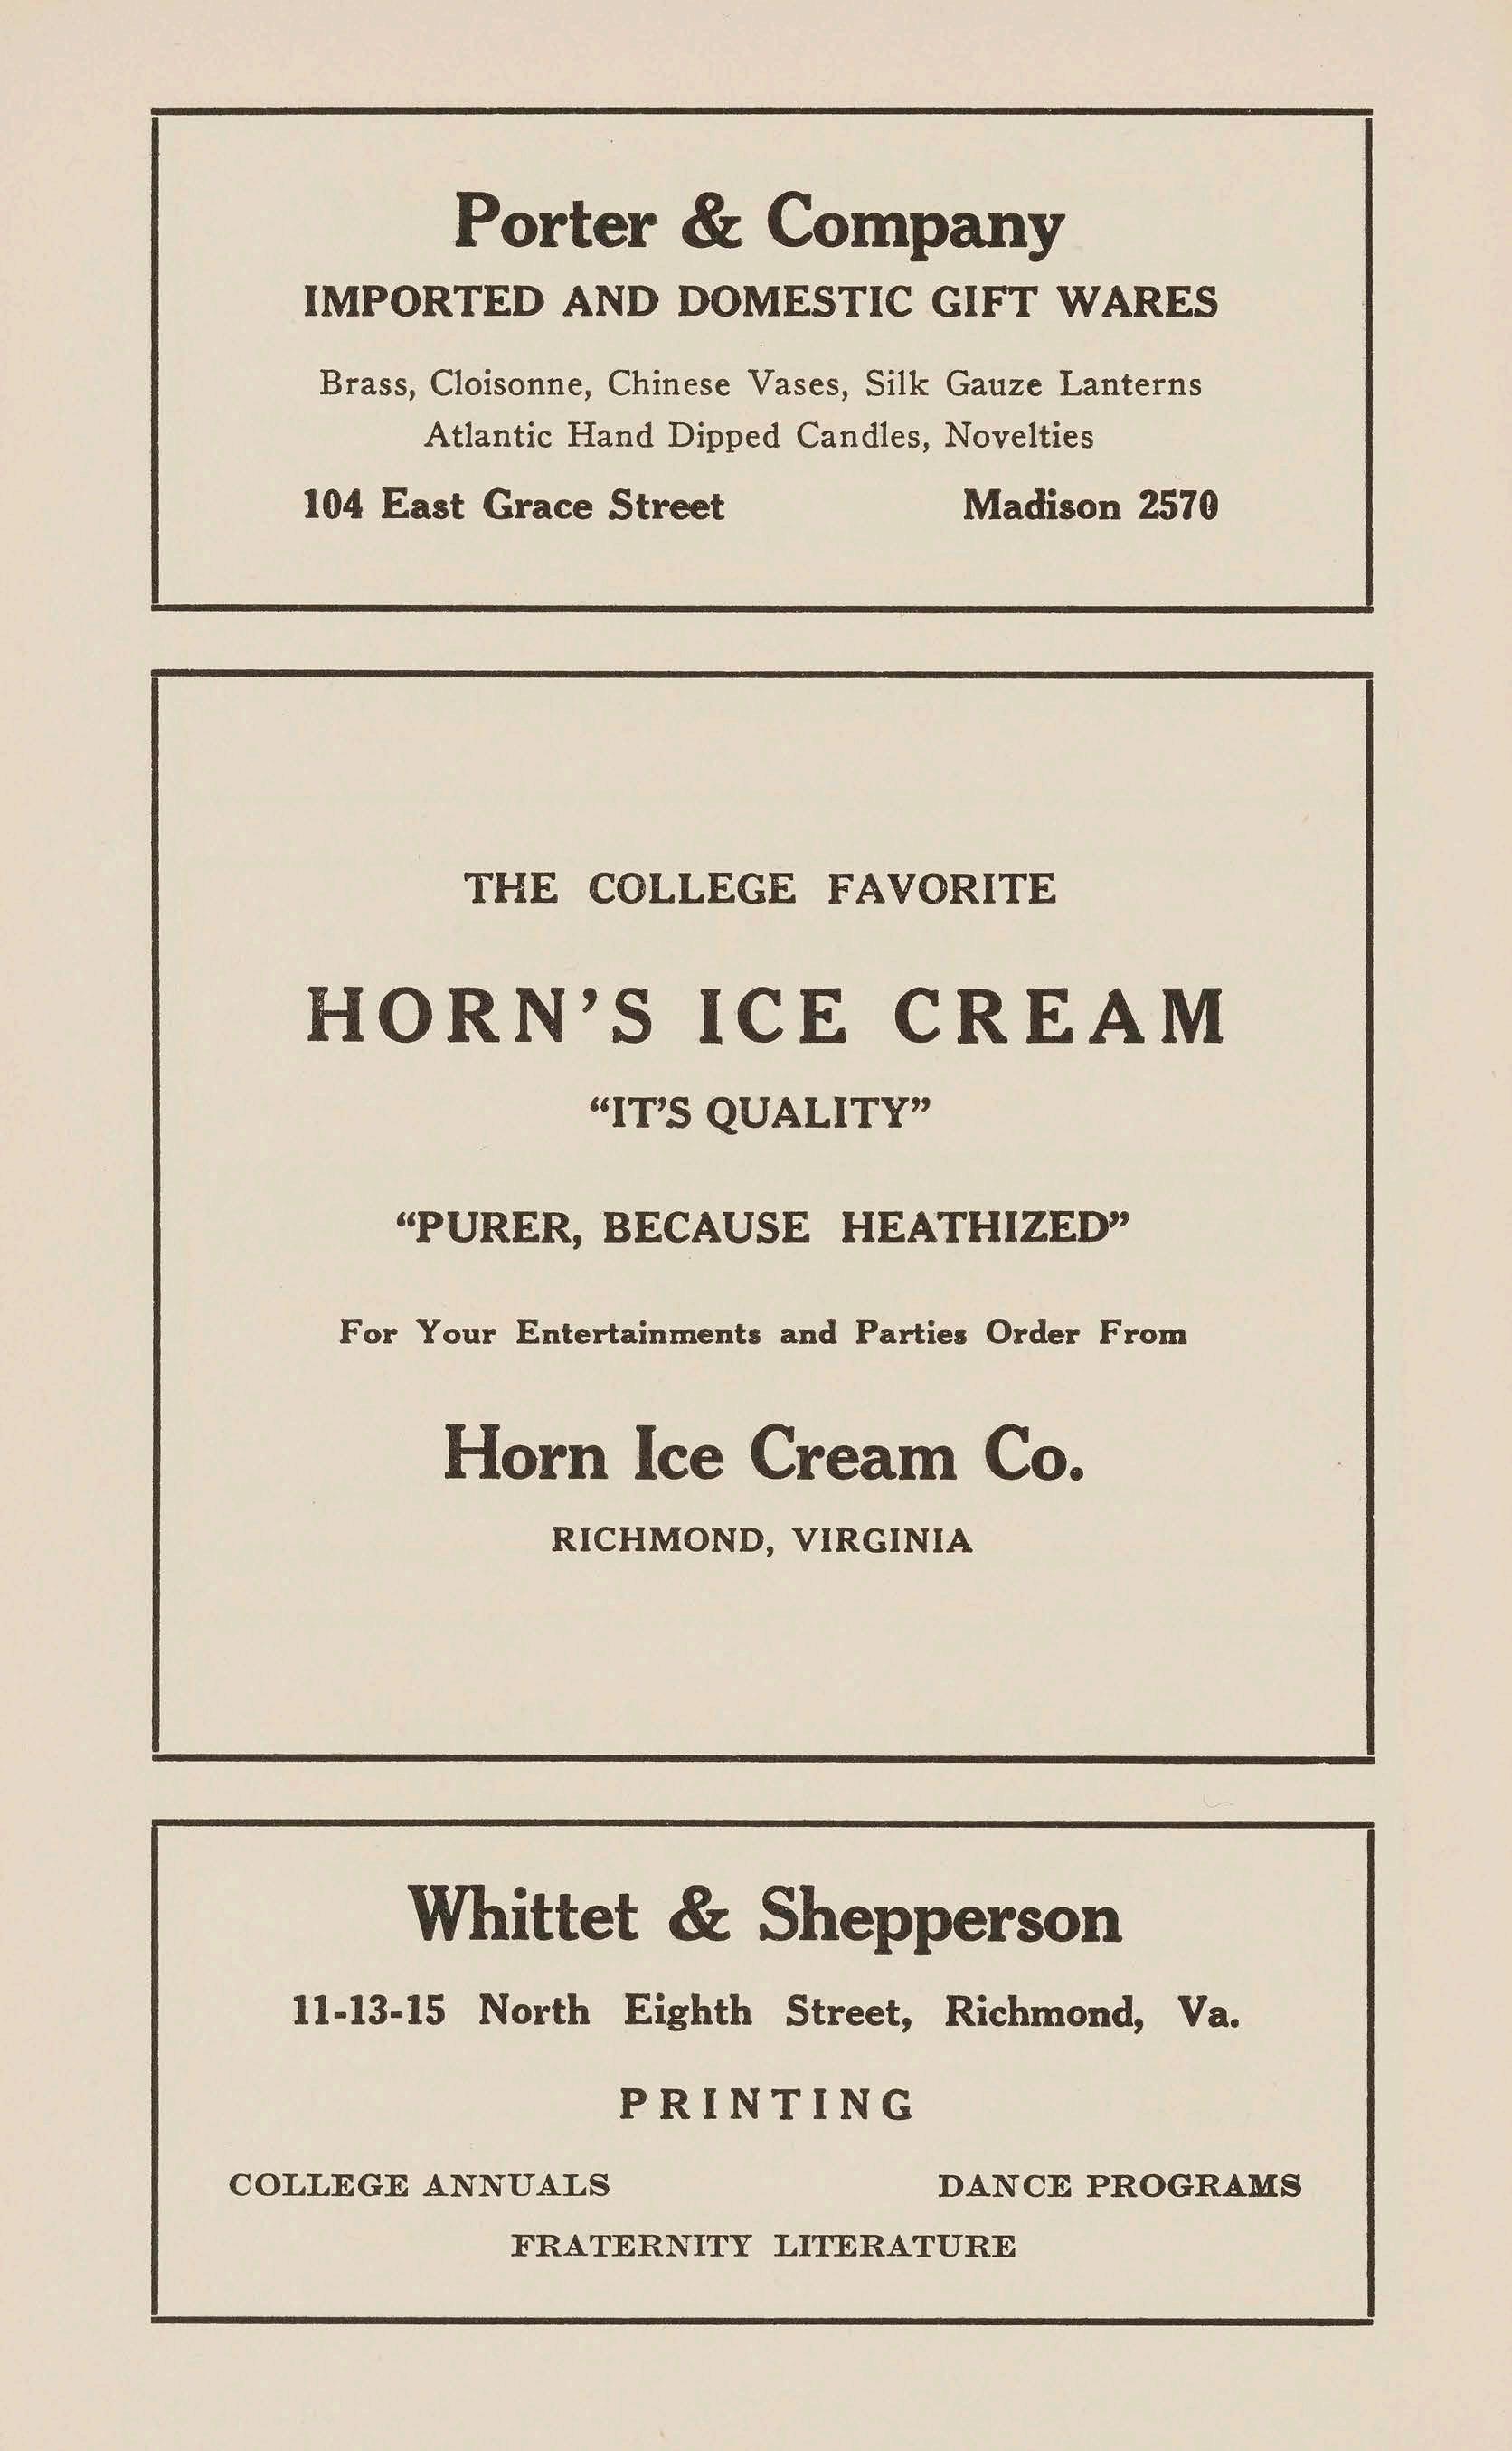 Porter & Company
IMPORTED AND DOMESTIC GIFT WARES
Brass, Cloisonne, Chinese Vases, Silk Gauze Lanterns
Atlantic Hand Dipped Candles, Novelties
104 East Grace Street Madison 2570
THE COLLEGE FAVORITE
HORN’S ICE CREAM
“IT’S QUALITY”
“PURER, BECAUSE HEATHIZED”
For Your Entertainments and Parties Order From
Horn Ice Cream Co.
RICHMOND, VIRGINIA
Whittet & Shepperson
11-13-15 North Eighth Street, Richmond, Va.
PRINTING
COLLEGE ANNUALS DANCE PROGRAMS
FRATERNITY LITERATURE